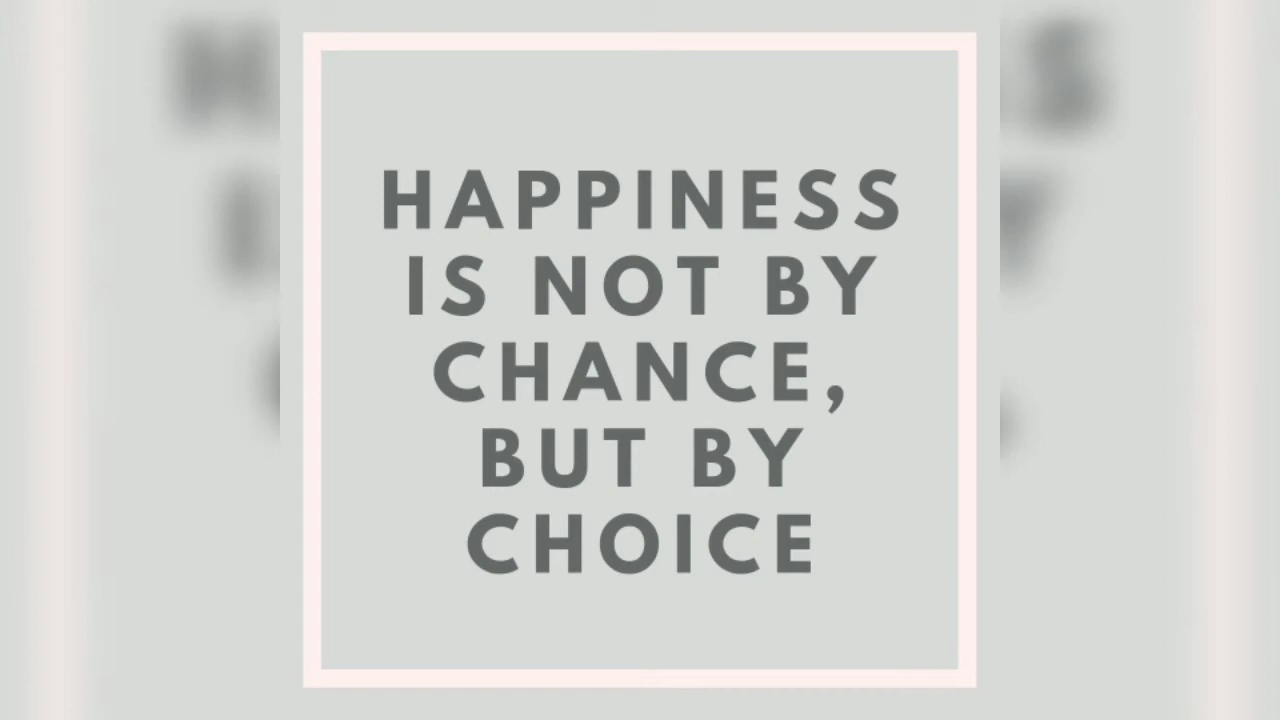 HAPPINESS
IS NOT BY
CHANCE,
BUT BY
CHOICE